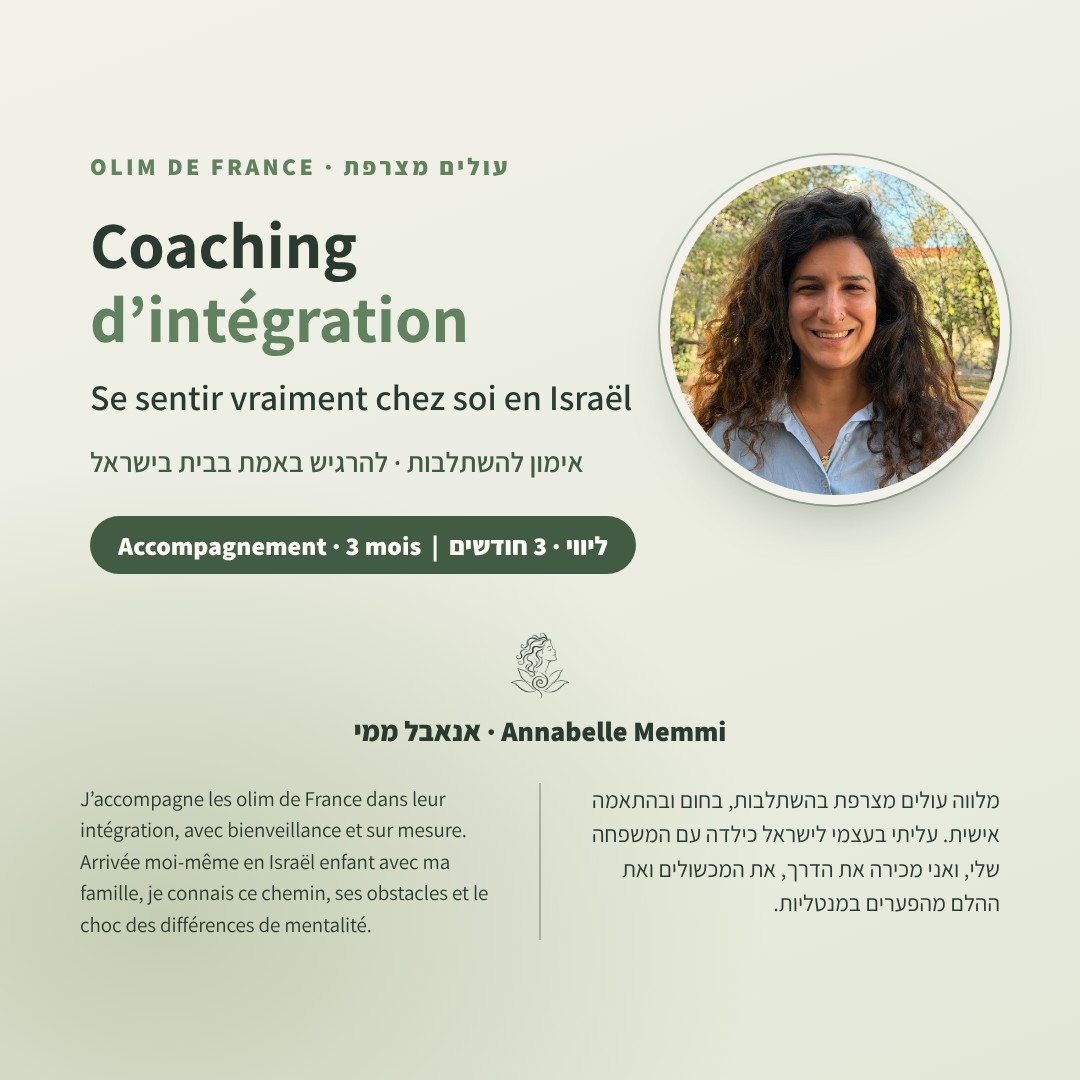 OLIM DE FRANCE · עולים מצרפת
Coaching
d’intégration
Se sentir vraiment chez soi en Israël
אימון להשתלבות · להרגיש באמת בבית בישראל
Accompagnement · 3 mois | ליווי · 3 חודשים
אנאבל ממי · Annabelle Memmi
J’accompagne les olim de France dans leur
intégration, avec bienveillance et sur mesure.
Arrivée moi-même en Israël enfant avec ma
famille, je connais ce chemin, ses obstacles et le
choc des différences de mentalité.
מלווה עולים מצרפת בהשתלבות, בחום ובהתאמה
אישית. עליתי בעצמי לישראל כילדה עם המשפחה
שלי, ואני מכירה את הדרך, את המכשולים ואת
ההלם מהפערים במנטליות.